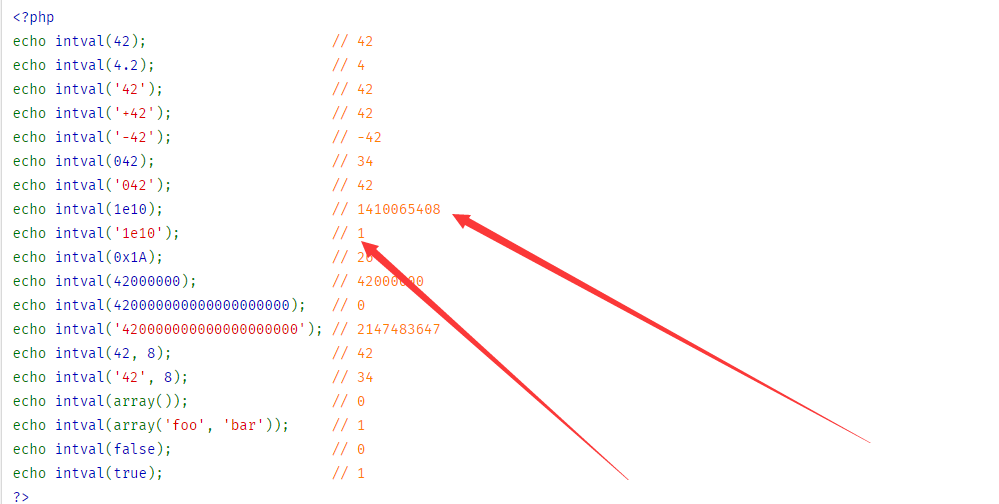 <?php
echo intval(42); // 42
echo intval(4.2); // 4
echo intval('42'); // 42
echo intval('+42'); // 42
echo intval('-42'); // -42
echo intval(042); // 34
echo intval('042'); // 42
echo intval(1e10); // 1410065408
echo intval('1e10'); // 1
echo intval(0x1A); // 26
echo intval(42000000); // 42000000
echo intval(420000000000000000000); // 0
echo intval('420000000000000000000'); // 2147483647
echo intval(42, 8); // 42
echo intval('42', 8); // 34
echo intval(array()); // 0
echo intval(array('foo', 'bar')); // 1
echo intval(false); // 0
echo intval(true); // 1
?>